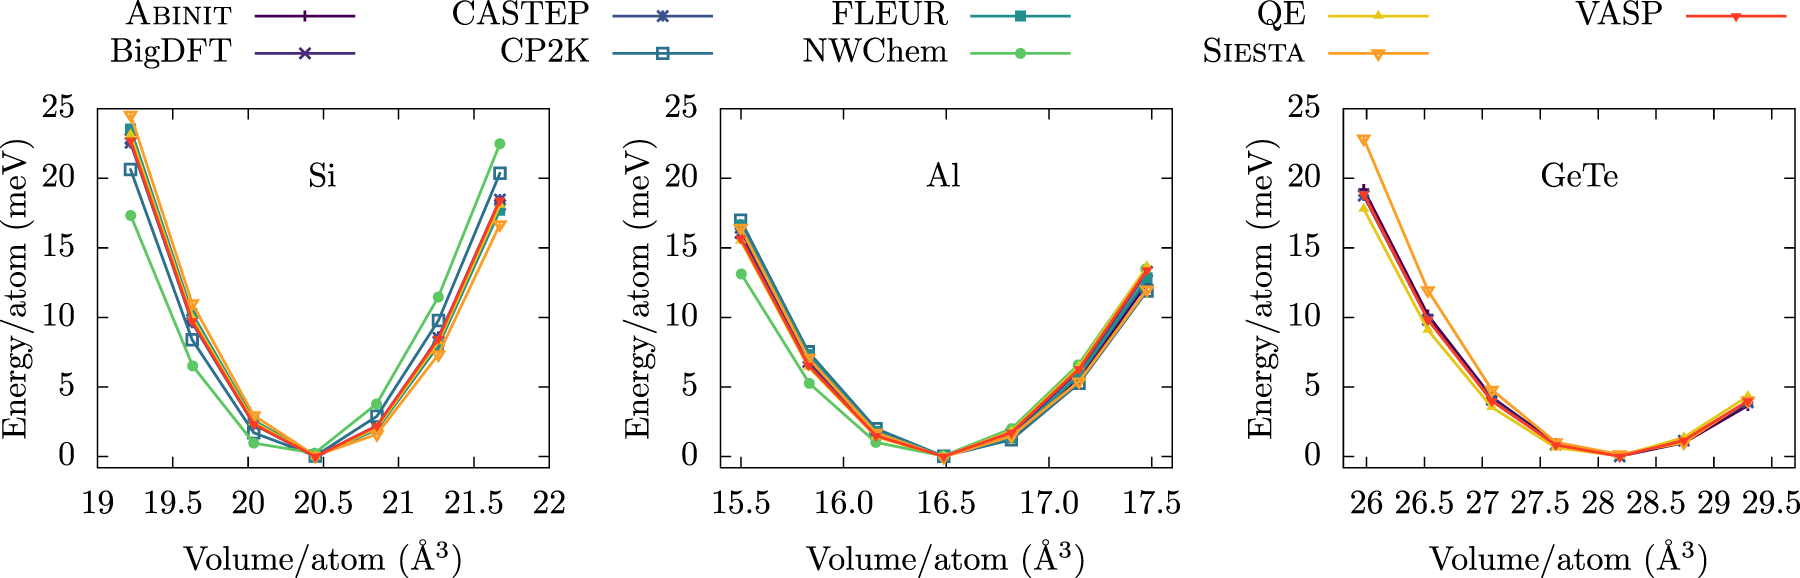 ABINIT CASTEP FLEUR QE VASP
BigDFT CP2K NWChem SIESTA
25 20 15 10 5 0
Energy/atom (meV)
Si
19 19.5 20 20.5 21 21.5 22
Volume/atom (Å³)
25 20 15 10 5 0
Energy/atom (meV)
Al
15.5 16.0 16.5 17.0 17.5
Volume/atom (Å³)
25 20 15 10 5 0
Energy/atom (meV)
GeTe
26 26.5 27 27.5 28 28.5 29 29.5
Volume/atom (Å³)